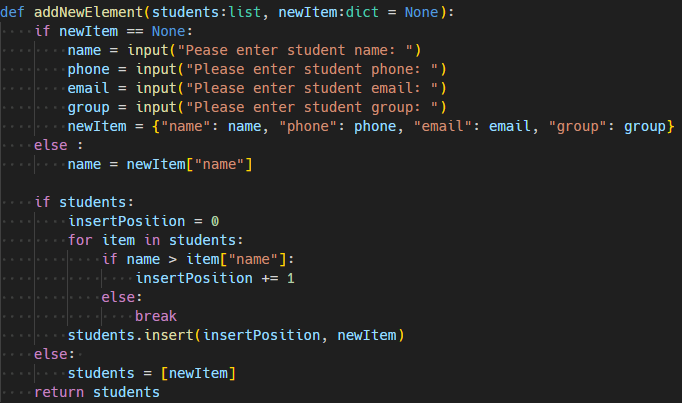 def addNewElement(students:list, newItem:dict = None):
    if newItem == None:
        name = input("Pease enter student name: ")
        phone = input("Please enter student phone: ")
        email = input("Please enter student email: ")
        group = input("Please enter student group: ")
        newItem = {"name": name, "phone": phone, "email": email, "group": group}
    else :
        name = newItem["name"]

    if students:
        insertPosition = 0
        for item in students:
            if name > item["name"]:
                insertPosition += 1
            else:
                break
        students.insert(insertPosition, newItem)
    else:
        students = [newItem]
    return students